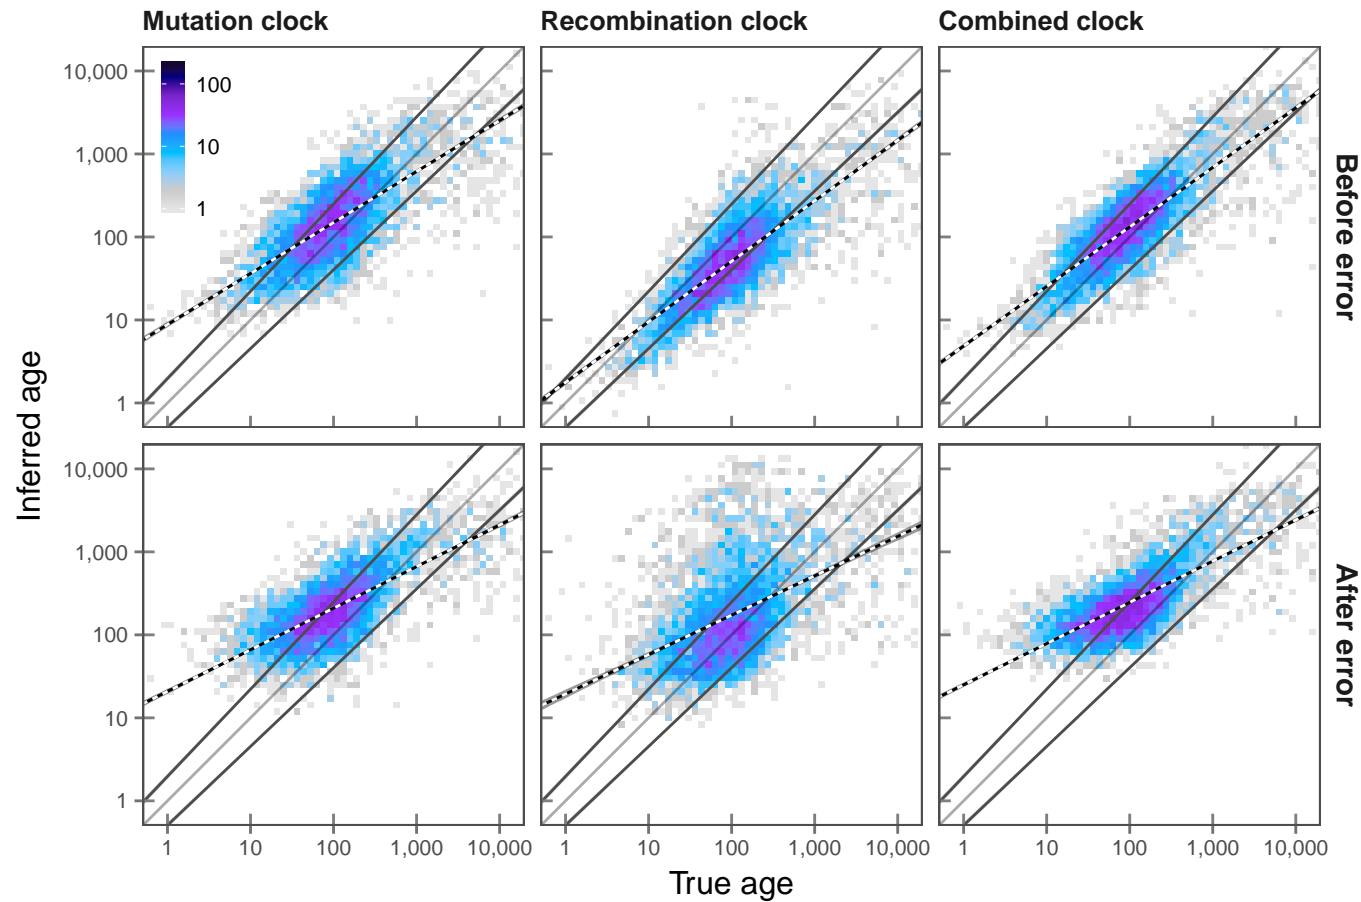 Mutation clock Recombination clock Combined clock
10,000
1,000
100
10
1
100
10
1
Before error
Inferred age
10,000
1,000
100
10
1
After error
1 10 100 1,000 10,000 1 10 100 1,000 10,000 1 10 100 1,000 10,000
True age